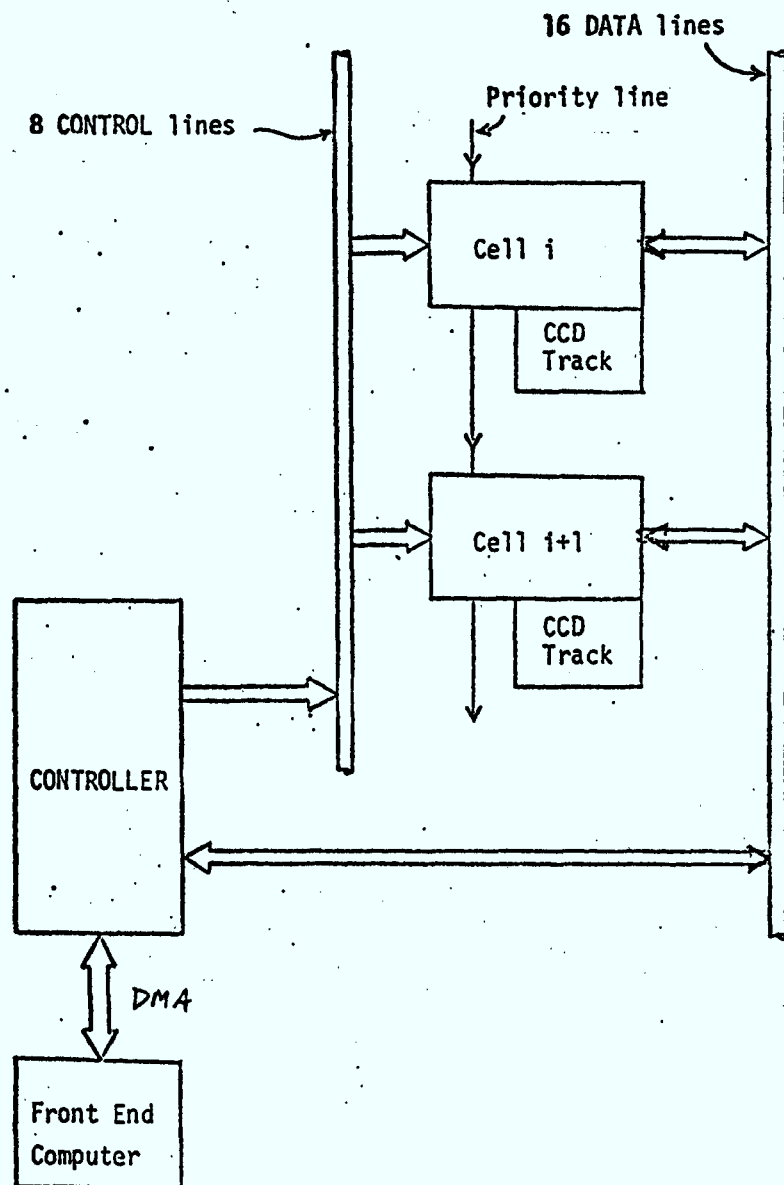 16 DATA lines
Priority line
8 CONTROL lines
Cell i
CCD
Track
Cell i+1
CCD
Track
CONTROLLER
DMA
Front End
Computer